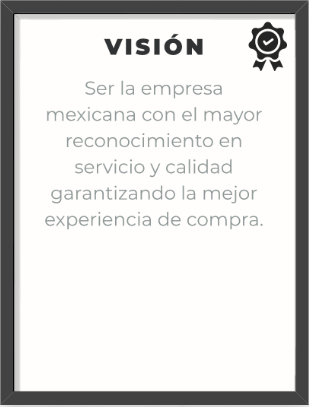 VISIÓN
Ser la empresa
mexicana con el mayor
reconocimiento en
servicio y calidad
garantizando la mejor
experiencia de compra.